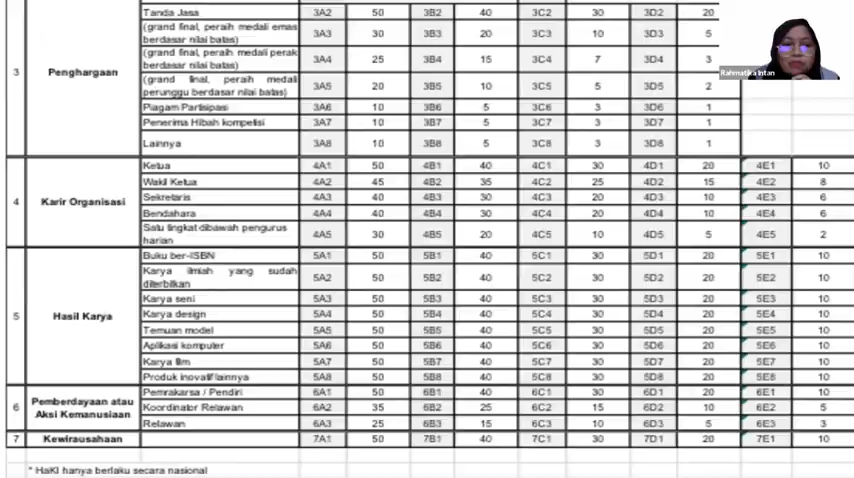 Tanda Jasa 3A2 50 3B2 40 3C2 30 3D2 20
(grand final, peraih medali emas berdasar nilai batas) 3A3 30 3B3 20 3C3 10 3D3 5
(grand final, peraih medali perak berdasar nilai batas) 3A4 25 3B4 15 3C4 7 3D4 3
3 Penghargaan
(grand final, peraih medali perunggu berdasar nilai batas) 3A5 20 3B5 10 3C5 5 3D5 2
Piagam Partisipasi 3A6 10 3B6 5 3C6 3 3D6 1
Penerima Hibah kompetisi 3A7 10 3B7 5 3C7 3 3D7 1
Lainnya 3A8 10 3B8 5 3C8 3 3D8 1
Ketua 4A1 50 4B1 40 4C1 30 4D1 20 4E1 10
Wakil Ketua 4A2 45 4B2 35 4C2 25 4D2 15 4E2 8
4 Karir Organisasi Sekretaris 4A3 40 4B3 30 4C3 20 4D3 10 4E3 6
Bendahara 4A4 40 4B4 30 4C4 20 4D4 10 4E4 6
Satu tingkat dibawah pengurus harian 4A5 30 4B5 20 4C5 10 4D5 5 4E5 2
Buku ber-ISBN 5A1 50 5B1 40 5C1 30 5D1 20 5E1 10
Karya ilmiah yang sudah diterbitkan 5A2 50 5B2 40 5C2 30 5D2 20 5E2 10
Karya seni 5A3 50 5B3 40 5C3 30 5D3 20 5E3 10
5 Hasil Karya Karya design 5A4 50 5B4 40 5C4 30 5D4 20 5E4 10
Temuan model 5A5 50 5B5 40 5C5 30 5D5 20 5E5 10
Aplikasi komputer 5A6 50 5B6 40 5C6 30 5D6 20 5E6 10
Karya film 5A7 50 5B7 40 5C7 30 5D7 20 5E7 10
Produk inovatif lainnya 5A8 50 5B8 40 5C8 30 5D8 20 5E8 10
Pemrakarsa / Pendiri 6A1 50 6B1 40 6C1 30 6D1 20 6E1 10
6 Pemberdayaan atau Aksi Kemanusiaan Koordinator Relawan 6A2 35 6B2 25 6C2 15 6D2 10 6E2 5
Relawan 6A3 25 6B3 15 6C3 10 6D3 5 6E3 3
7 Kewirausahaan 7A1 50 7B1 40 7C1 30 7D1 20 7E1 10
* HaKI hanya berlaku secara nasional
Rahmatika Intan